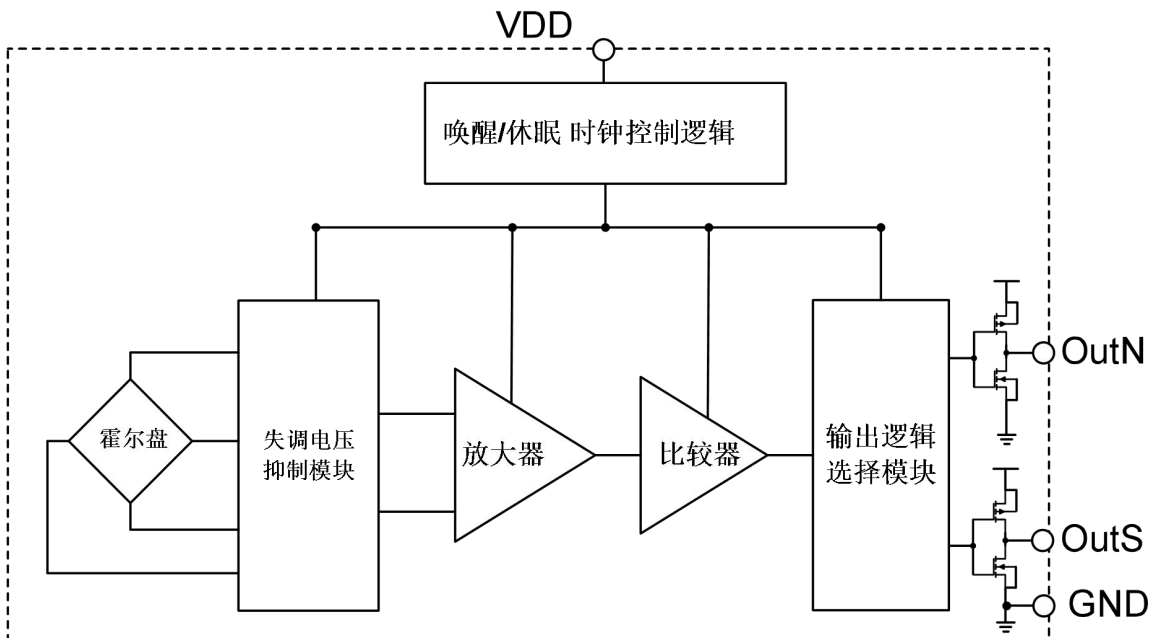 VDD
唤醒/休眠 时钟控制逻辑
霍尔盘
失调电压
抑制模块
放大器
比较器
输出逻辑
选择模块
OutN
OutS
GND